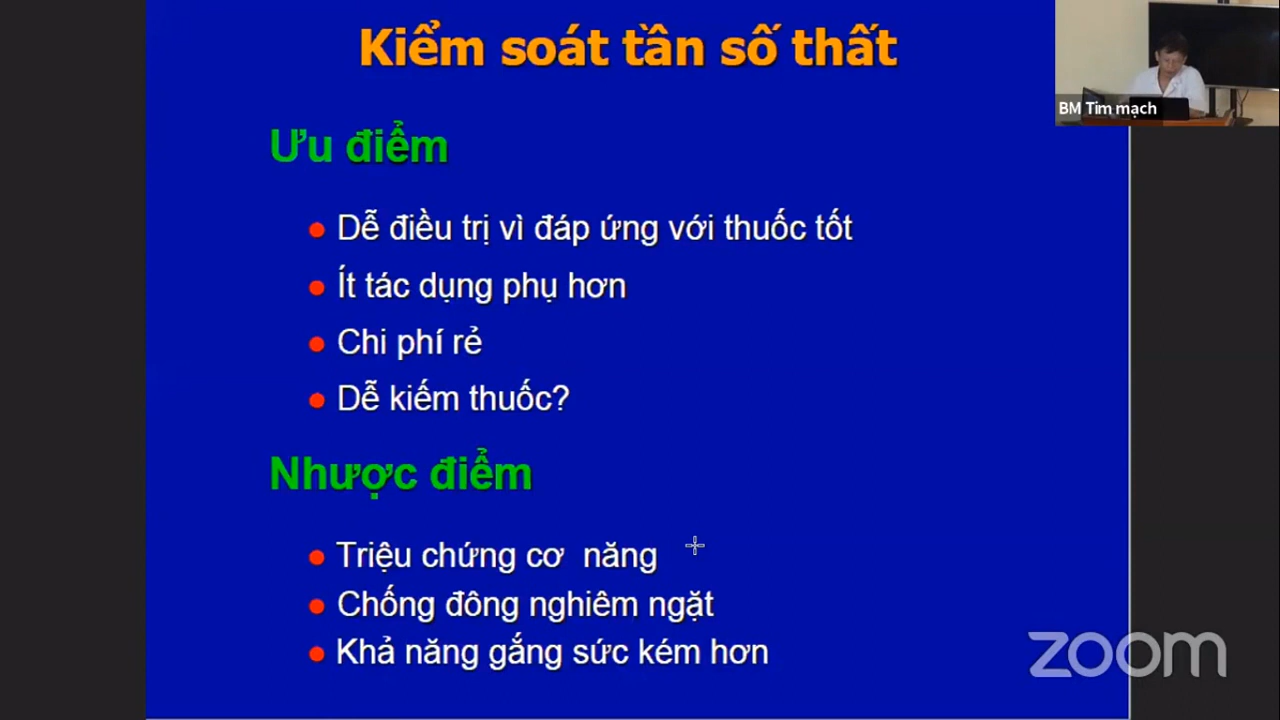 Kiểm soát tần số thất
BM Tim mạch
Ưu điểm
Dễ điều trị vì đáp ứng với thuốc tốt
Ít tác dụng phụ hơn
Chi phí rẻ
Dễ kiếm thuốc?
Nhược điểm
Triệu chứng cơ  năng
Chống đông nghiêm ngặt
Khả năng gắng sức kém hơn
zoom